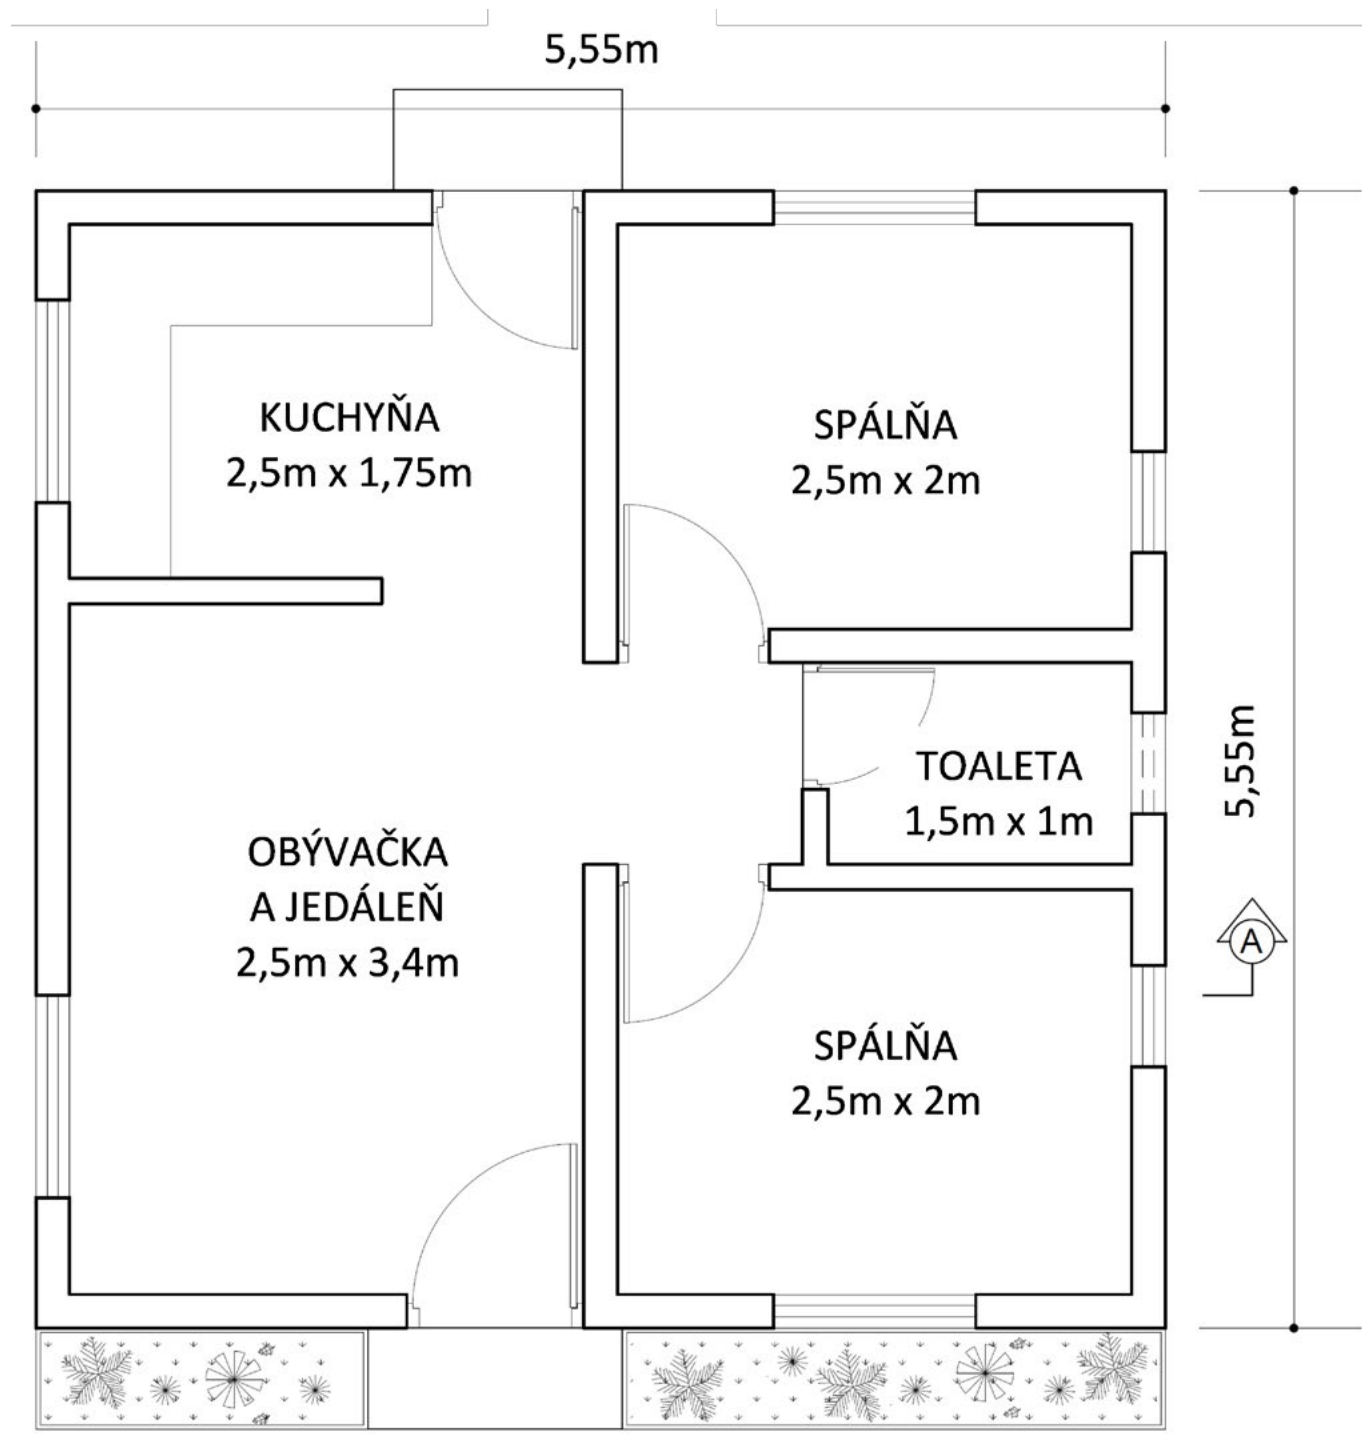 5,55m
KUCHYŇA
2,5m x 1,75m
SPÁLŇA
2,5m x 2m
TOALETA
1,5m x 1m
5,55m
OBÝVAČKA
A JEDÁLEŇ
2,5m x 3,4m
A
SPÁLŇA
2,5m x 2m